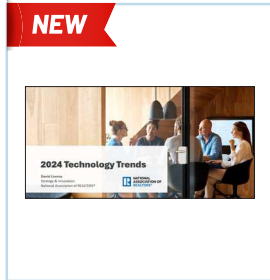 NEW
2024 Technology Trends
David Conroy
Strategy & Innovation
National Association of REALTORS®
NATIONAL
ASSOCIATION OF
REALTORS®